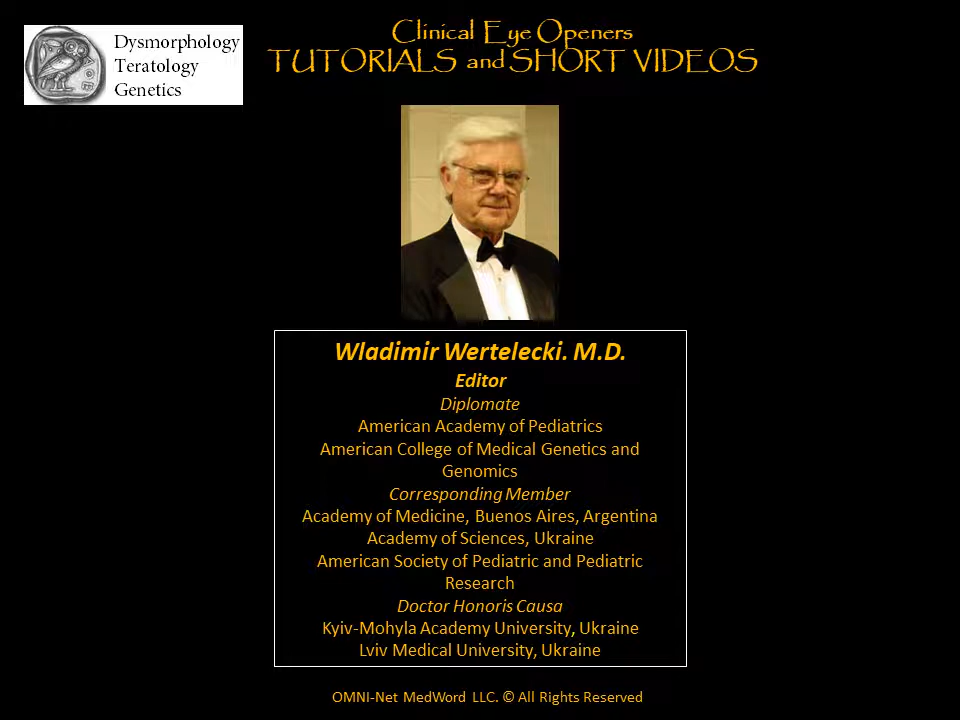 Dysmorphology
Teratology
Genetics
Clinical Eye Openers
TUTORIALS and SHORT VIDEOS
Wladimir Wertelecki. M.D.
Editor
Diplomate
American Academy of Pediatrics
American College of Medical Genetics and
Genomics
Corresponding Member
Academy of Medicine, Buenos Aires, Argentina
Academy of Sciences, Ukraine
American Society of Pediatric and Pediatric
Research
Doctor Honoris Causa
Kyiv-Mohyla Academy University, Ukraine
Lviv Medical University, Ukraine
OMNI-Net MedWord LLC. © All Rights Reserved